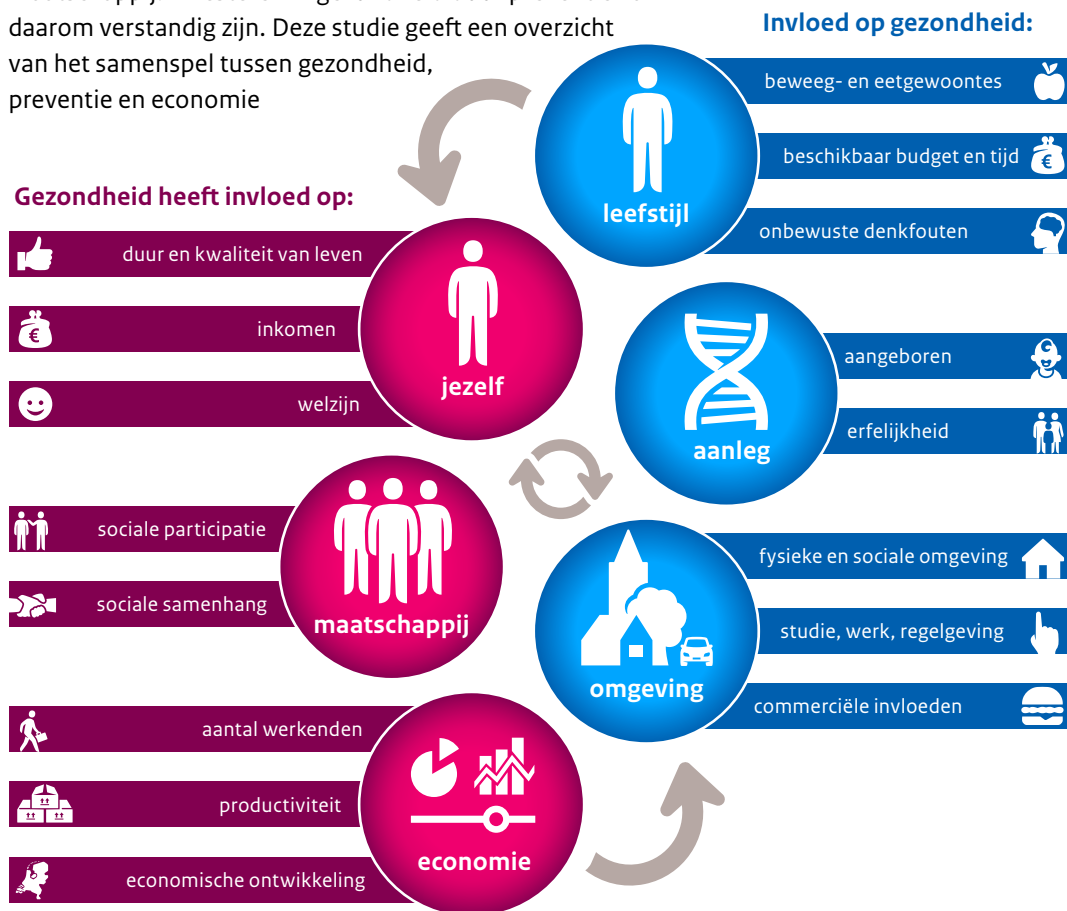 daarom verstandig zijn. Deze studie geeft een overzicht
van het samenspel tussen gezondheid,
preventie en economie
Invloed op gezondheid:
leefstijl
beweeg- en eetgewoontes
beschikbaar budget en tijd
€
onbewuste denkfouten
aanleg
aangeboren
erfelijkheid
omgeving
fysieke en sociale omgeving
studie, werk, regelgeving
commerciële invloeden
Gezondheid heeft invloed op:
duur en kwaliteit van leven
€
inkomen
welzijn
jezelf
sociale participatie
sociale samenhang
maatschappij
aantal werkenden
productiviteit
economische ontwikkeling
economie